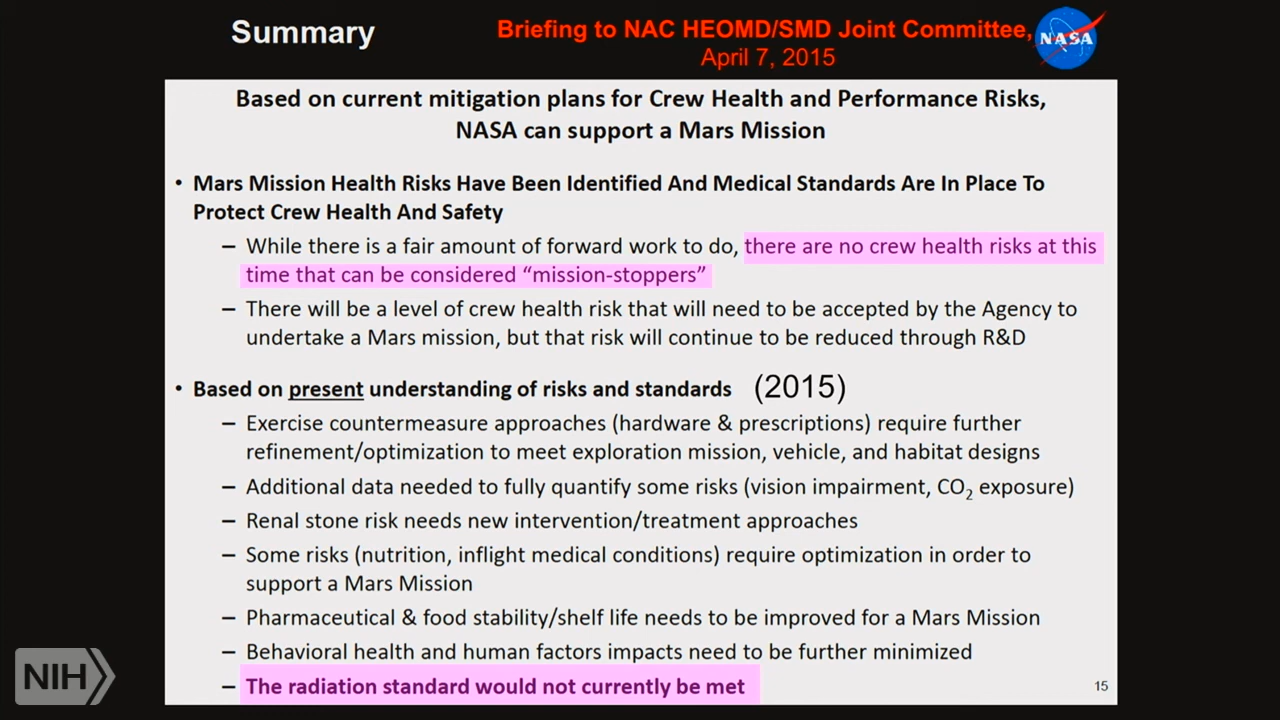 Summary
Briefing to NAC HEOMD/SMD Joint Committee,
April 7, 2015
NASA
Based on current mitigation plans for Crew Health and Performance Risks,
NASA can support a Mars Mission
• Mars Mission Health Risks Have Been Identified And Medical Standards Are In Place To
Protect Crew Health And Safety
– While there is a fair amount of forward work to do, there are no crew health risks at this
time that can be considered “mission-stoppers”
– There will be a level of crew health risk that will need to be accepted by the Agency to
undertake a Mars mission, but that risk will continue to be reduced through R&D
• Based on present understanding of risks and standards (2015)
– Exercise countermeasure approaches (hardware & prescriptions) require further
refinement/optimization to meet exploration mission, vehicle, and habitat designs
– Additional data needed to fully quantify some risks (vision impairment, CO₂ exposure)
– Renal stone risk needs new intervention/treatment approaches
– Some risks (nutrition, inflight medical conditions) require optimization in order to
support a Mars Mission
– Pharmaceutical & food stability/shelf life needs to be improved for a Mars Mission
– Behavioral health and human factors impacts need to be further minimized
– The radiation standard would not currently be met
15
NIH